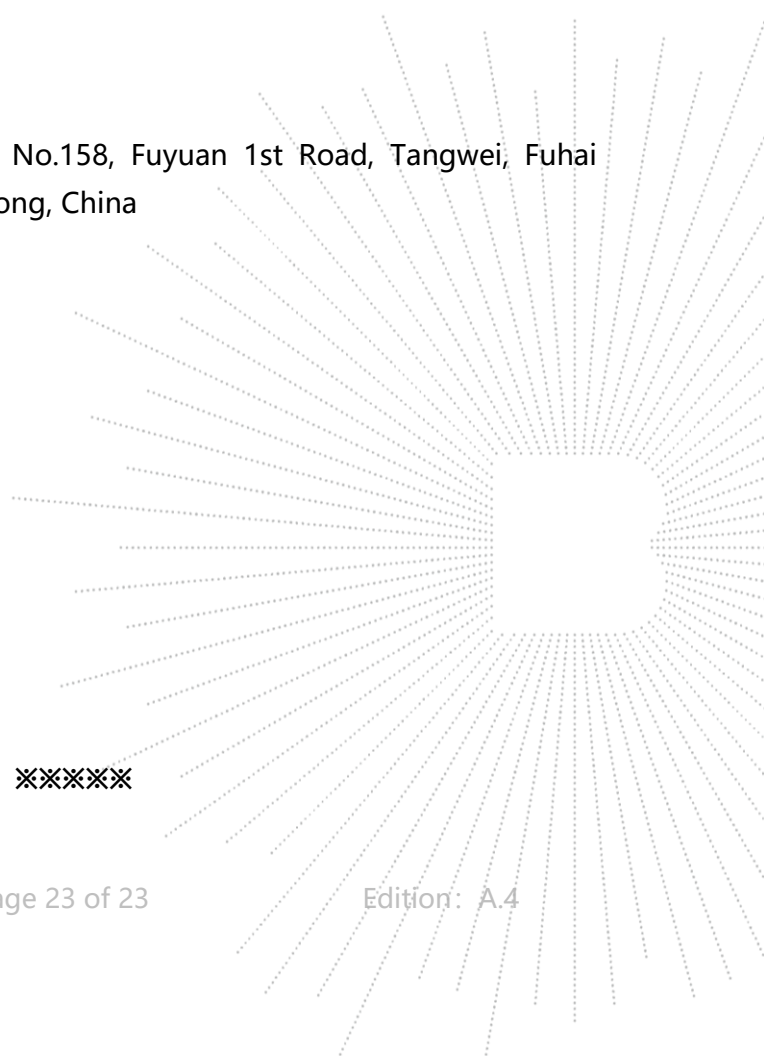 No.158, Fuyuan 1st Road, Tangwei, Fuhai
ong, China
※※※※※
ge 23 of 23 Edition：A.4